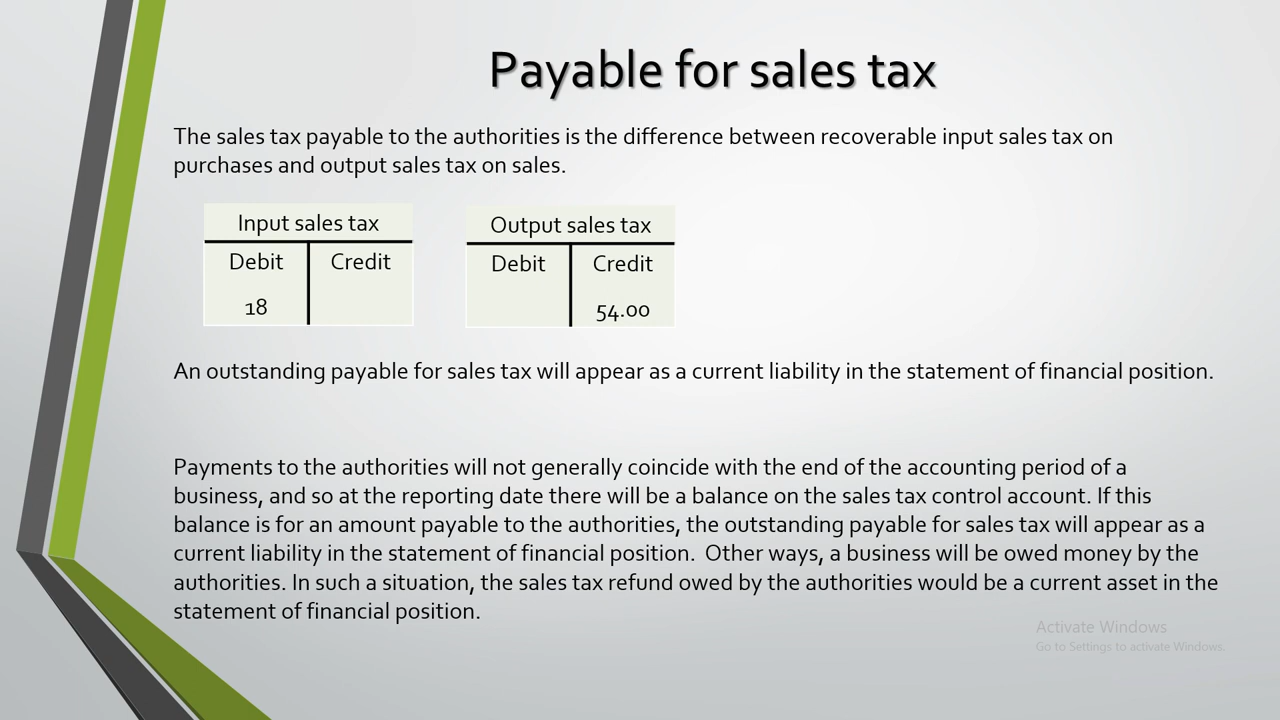 Payable for sales tax
The sales tax payable to the authorities is the difference between recoverable input sales tax on
purchases and output sales tax on sales.
Input sales tax
Debit Credit
18
Output sales tax
Debit Credit
54.00
An outstanding payable for sales tax will appear as a current liability in the statement of financial position.
Payments to the authorities will not generally coincide with the end of the accounting period of a
business, and so at the reporting date there will be a balance on the sales tax control account. If this
balance is for an amount payable to the authorities, the outstanding payable for sales tax will appear as a
current liability in the statement of financial position.  Other ways, a business will be owed money by the
authorities. In such a situation, the sales tax refund owed by the authorities would be a current asset in the
statement of financial position.
Activate Windows
Go to Settings to activate Windows.